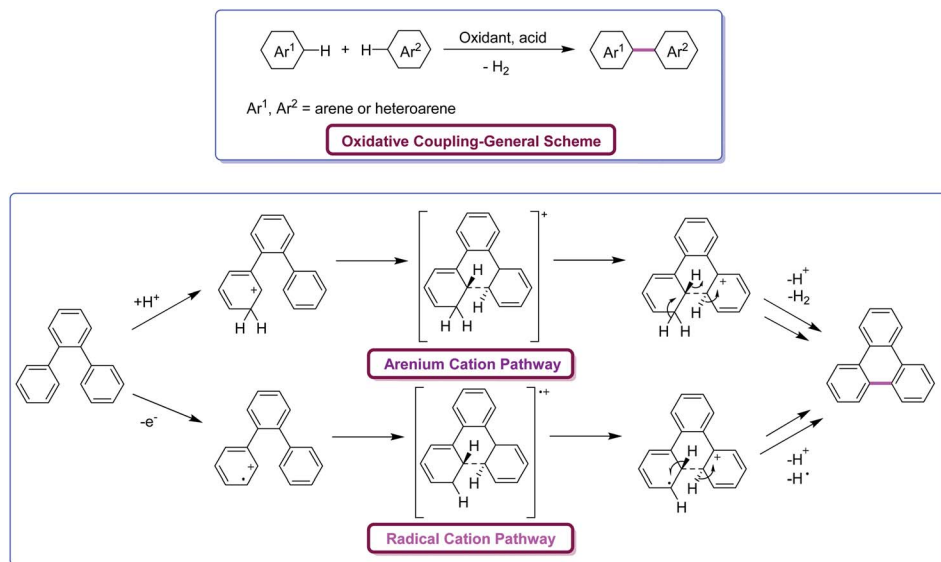 Ar¹ H + H Ar² Oxidant, acid - H₂ Ar¹ Ar²
Ar¹, Ar² = arene or heteroarene
Oxidative Coupling-General Scheme
+
+H⁺ + H H H H H H H H H + H H -H⁺
-H₂
Arenium Cation Pathway
-e⁻ •+
+ • H H H H H + • H -H⁺
-H•
Radical Cation Pathway